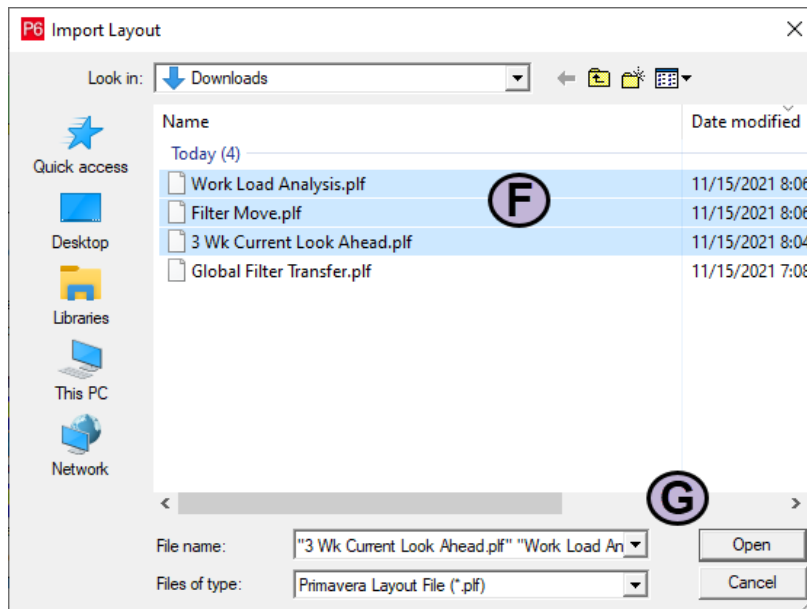 P6 Import Layout
Look in: Downloads
Name Date modified
Today (4)
Quick access
Work Load Analysis.plf 11/15/2021 8:06
F
Filter Move.plf 11/15/2021 8:06
Desktop
3 Wk Current Look Ahead.plf 11/15/2021 8:04
Global Filter Transfer.plf 11/15/2021 7:08
Libraries
This PC
Network
G
File name: "3 Wk Current Look Ahead.plf" "Work Load An Open
Files of type: Primavera Layout File (*.plf) Cancel